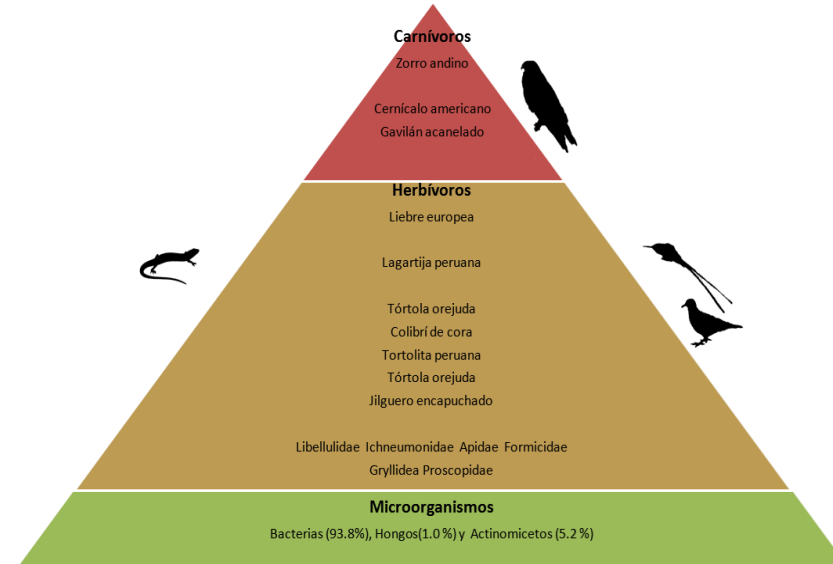 Carnívoros
Zorro andino
Cernícalo americano
Gavilán acanelado
Herbívoros
Liebre europea
Lagartija peruana
Tórtola orejuda
Colibrí de cora
Tortolita peruana
Tórtola orejuda
Jilguero encapuchado
Libellulidae Ichneumonidae Apidae Formicidae
Gryllidea Proscopidae
Microorganismos
Bacterias (93.8%), Hongos(1.0 %) y Actinomicetos (5.2 %)